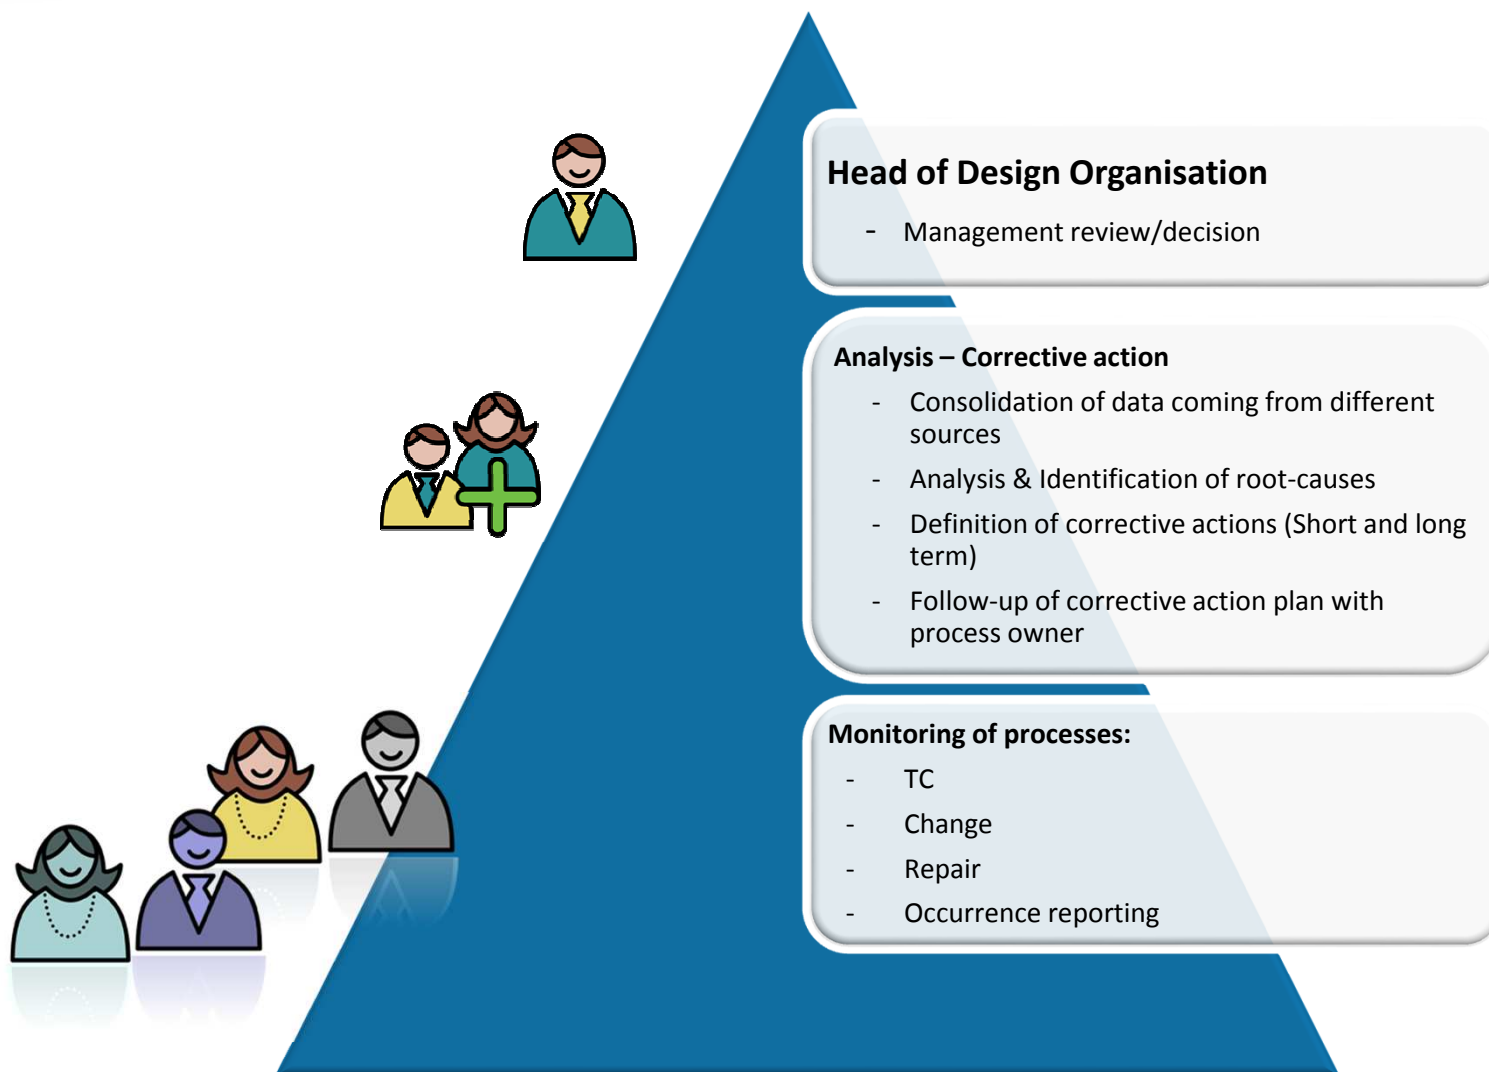 Head of Design Organisation
- Management review/decision
Analysis – Corrective action
- Consolidation of data coming from different
sources
- Analysis & Identification of root-causes
- Definition of corrective actions (Short and long
term)
- Follow-up of corrective action plan with
process owner
Monitoring of processes:
- TC
- Change
- Repair
- Occurrence reporting